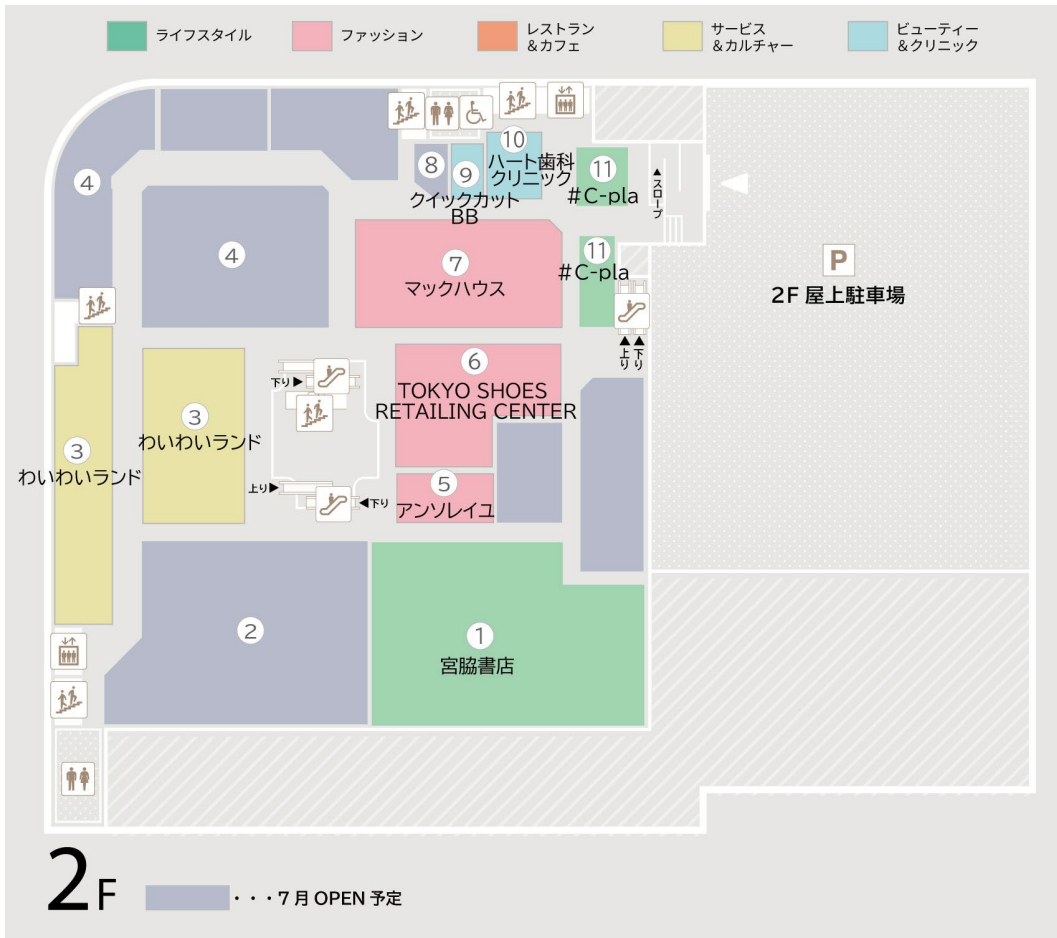 ライフスタイル
ファッション
レストラン
&カフェ
サービス
&カルチャー
ビューティー
&クリニック
10
ハート歯科
クリニック
8
9
クイックカット
BB
11
#C-pla
▲スロープ
4
4
7
マックハウス
11
#C-pla
P
2F 屋上駐車場
▲上り
▲下り
6
TOKYO SHOES
RETAILING CENTER
下り▶
3
わいわいランド
3
わいわいランド
上り▶
◀下り
5
アンソレイユ
2
1
宮脇書店
2F
・・・7月 OPEN 予定